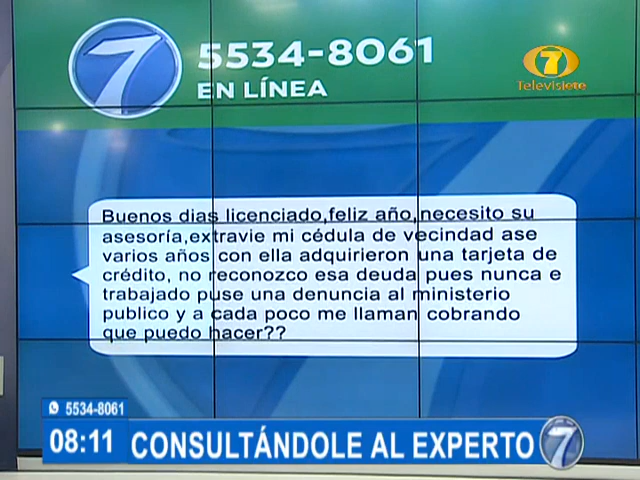 7
5534-8061
EN LÍNEA
7
Televisiete
Buenos dias licenciado,feliz año,necesito su
asesoría,extravie mi cédula de vecindad ase
varios años con ella adquirieron una tarjeta de
crédito, no reconozco esa deuda pues nunca e
trabajado puse una denuncia al ministerio
publico y a cada poco me llaman cobrando
que puedo hacer??
5534-8061
08:11 CONSULTÁNDOLE AL EXPERTO 7